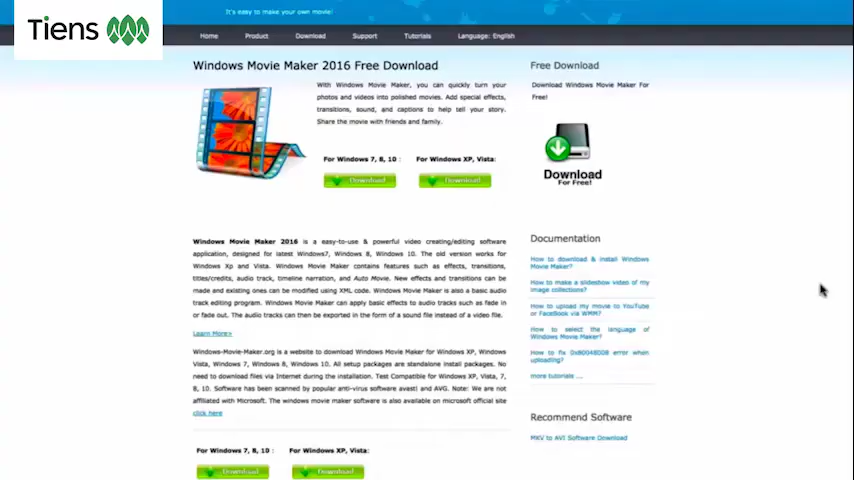 It's easy to make your own movie!
Tiens
Home Product Download Support Tutorials Language: English
Windows Movie Maker 2016 Free Download
With Windows Movie Maker, you can quickly turn your
photos and videos into polished movies. Add special effects,
transitions, sound, and captions to help tell your story.
Share the movie with friends and family.
For Windows 7, 8, 10 : For Windows XP, Vista:
Download Download
Windows Movie Maker 2016 is a easy-to-use & powerful video creating/editing software
application, designed for latest Windows7, Windows 8, Windows 10. The old version works for
Windows Xp and Vista. Windows Movie Maker contains features such as effects, transitions,
titles/credits, audio track, timeline narration, and Auto Movie. New effects and transitions can be
made and existing ones can be modified using XML code. Windows Movie Maker is also a basic audio
track editing program. Windows Movie Maker can apply basic effects to audio tracks such as fade in
or fade out. The audio tracks can then be exported in the form of a sound file instead of a video file.
Learn More>
Windows-Movie-Maker.org is a website to download Windows Movie Maker for Windows XP, Windows
Vista, Windows 7, Windows 8, Windows 10. All setup packages are standalone install packages. No
need to download files via Internet during the installation. Test Compatible for Windows XP, Vista, 7,
8, 10. Software has been scanned by popular anti-virus software avast! and AVG. Note: We are not
affiliated with Microsoft. The windows movie maker software is also available on microsoft official site
click here
For Windows 7, 8, 10 : For Windows XP, Vista:
Download Download
Free Download
Download Windows Movie Maker For
Free!
Download
For Free!
Documentation
How to download & install Windows
Movie Maker?
How to make a slideshow video of my
image collections?
How to upload my movie to YouTube
or FaceBook via WMM?
How to select the language of
Windows Movie Maker?
How to fix 0x80048008 error when
uploading?
more tutorials ...
Recommend Software
MKV to AVI Software Download